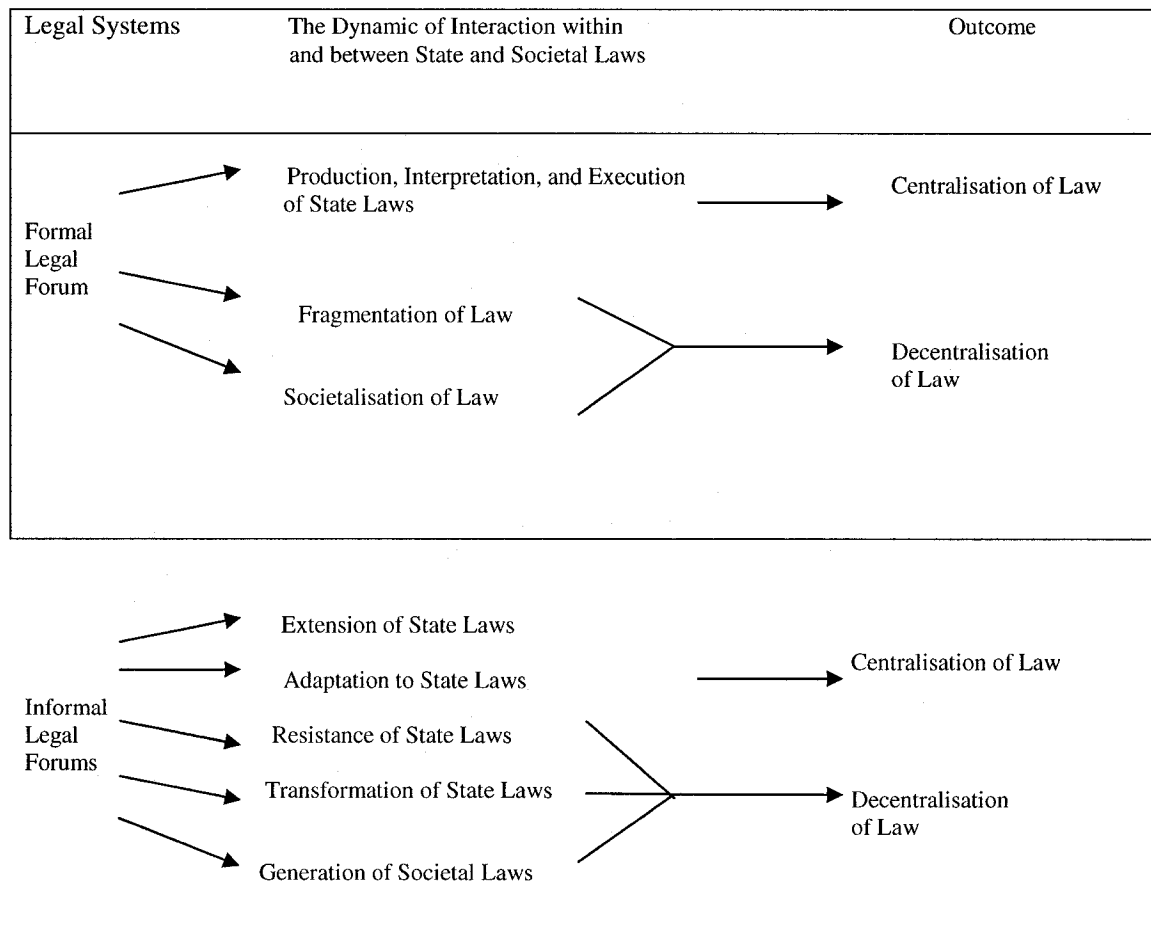 Legal Systems
The Dynamic of Interaction within
and between State and Societal Laws
Outcome
Formal
Legal
Forum
Production, Interpretation, and Execution
of State Laws
Centralisation of Law
Fragmentation of Law
Societalisation of Law
Decentralisation
of Law
Informal
Legal
Forums
Extension of State Laws
Adaptation to State Laws
Resistance of State Laws
Transformation of State Laws
Generation of Societal Laws
Centralisation of Law
Decentralisation
of Law